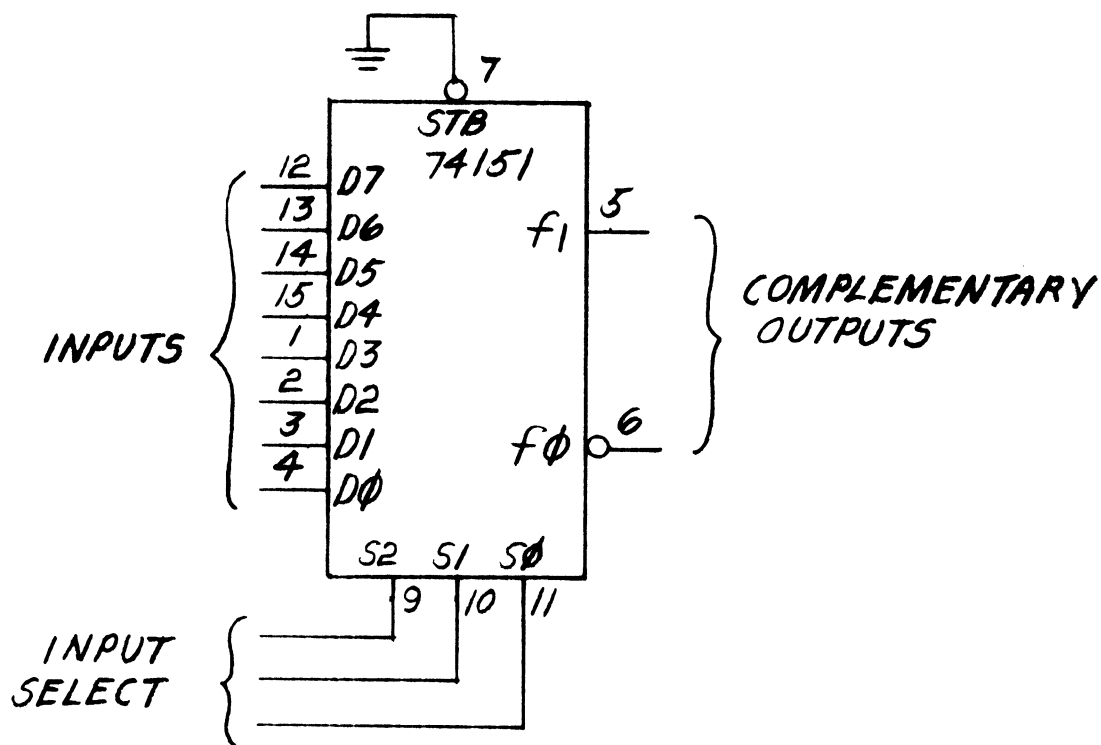 7
STB
74151
12 D7
13 D6
14 D5
15 D4
1 D3
2 D2
3 D1
4 DØ
INPUTS
f1 5
fØ 6
COMPLEMENTARY
OUTPUTS
S2 S1 SØ
9 10 11
INPUT
SELECT